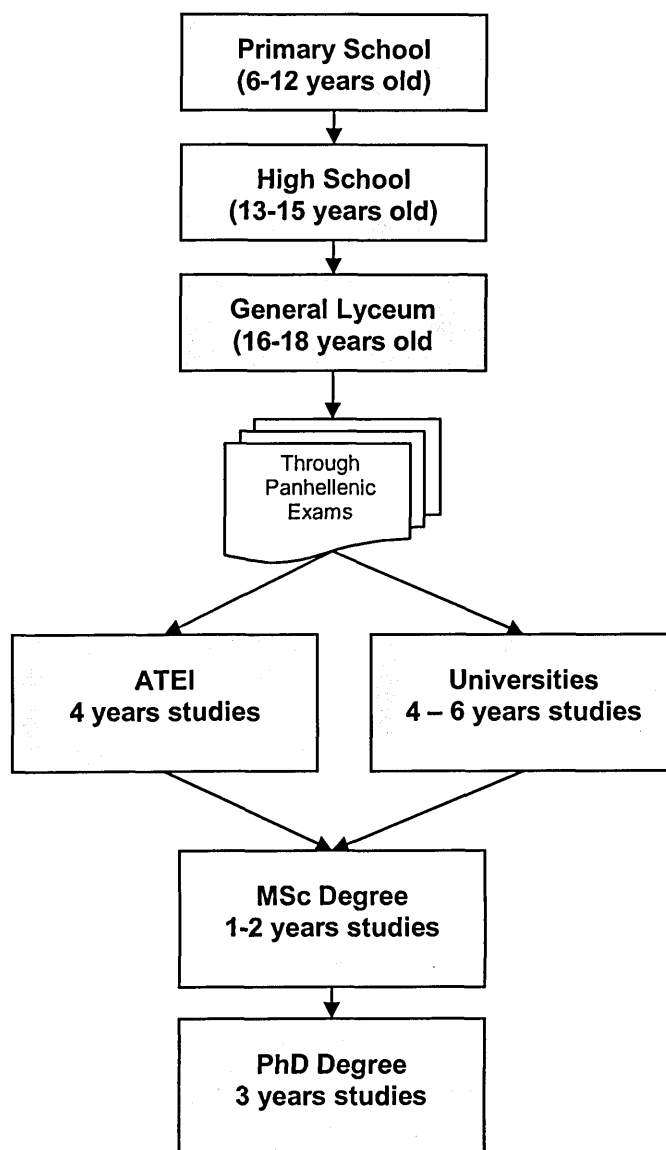 Primary School
(6-12 years old)
High School
(13-15 years old)
General Lyceum
(16-18 years old
Through
Panhellenic
Exams
ATEI
4 years studies
Universities
4 – 6 years studies
MSc Degree
1-2 years studies
PhD Degree
3 years studies